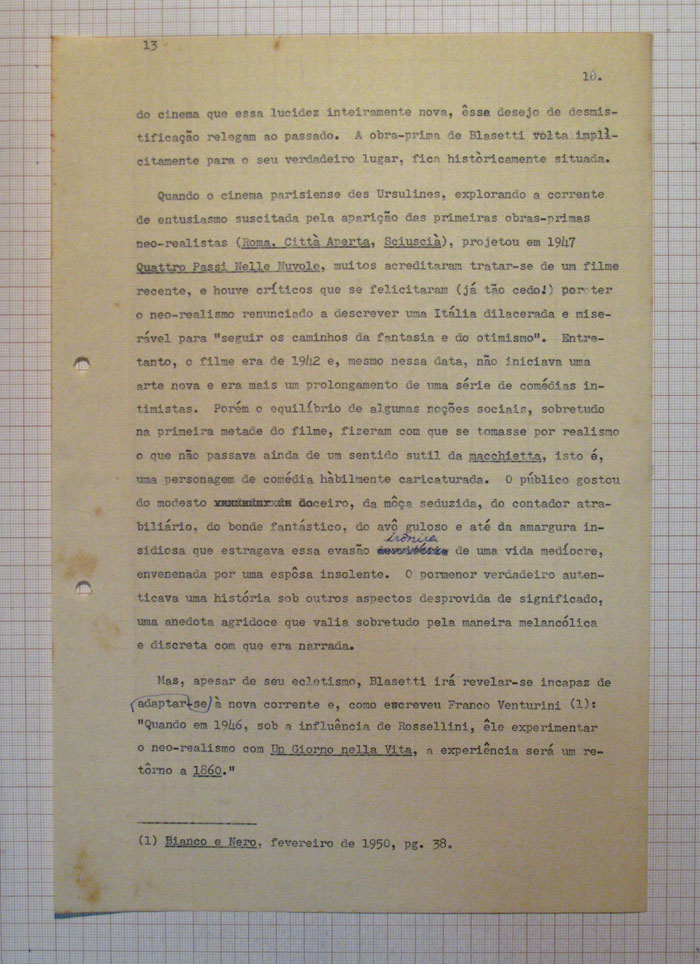 13
10.
do cinema que essa lucidez inteiramente nova, êsse desejo de desmis-
tificação relegam ao passado. A obra-prima de Blasetti volta implì-
citamente para o seu verdadeiro lugar, fica històricamente situada.
Quando o cinema parisiense des Ursulines, explorando a corrente
de entusiasmo suscitada pela aparição das primeiras obras-primas
neo-realistas (Roma, Città Aperta, Sciuscià), projetou em 1947
Quattro Passi Nelle Nuvole, muitos acreditaram tratar-se de um filme
recente, e houve críticos que se felicitaram (já tão cedo!) por ter
o neo-realismo renunciado a descrever uma Itália dilacerada e mise-
rável para "seguir os caminhos da fantasia e do otimismo". Entre-
tanto, o filme era de 1942 e, mesmo nessa data, não iniciava uma
arte nova e era mais um prolongamento de uma série de comédias in-
timistas. Porém o equilíbrio de algumas noções sociais, sobretudo
na primeira metade do filme, fizeram com que se tomasse por realismo
o que não passava ainda de um sentido sutil da macchietta, isto é,
uma personagem de comédia hàbilmente caricaturada. O público gostou
do modesto doceiro, da môça seduzida, do contador atra-
biliário, do bonde fantástico, do avô guloso e até da amargura in-
irônica
sidiosa que estragava essa evasão de uma vida medíocre,
envenenada por uma espôsa insolente. O pormenor verdadeiro auten-
ticava uma história sob outros aspectos desprovida de significado,
uma anedota agridoce que valia sobretudo pela maneira melancólica
e discreta com que era narrada.
Mas, apesar de seu ecletismo, Blasetti irá revelar-se incapaz de
adaptar-se à nova corrente e, como escreveu Franco Venturini (1):
"Quando em 1946, sob a influência de Rossellini, êle experimentar
o neo-realismo com Un Giorno nella Vita, a experiência será um re-
tôrno a 1860."
(1) Bianco e Nero, fevereiro de 1950, pg. 38.